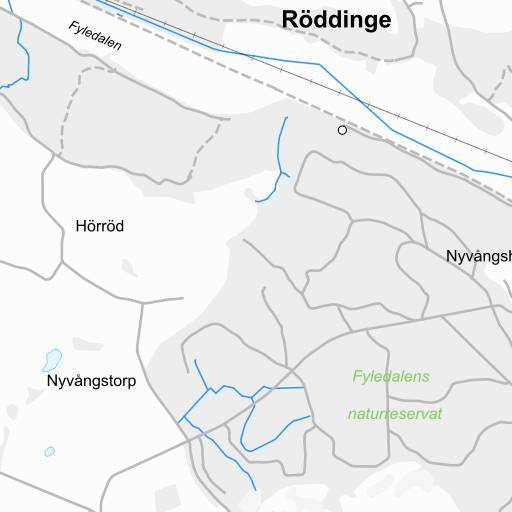 Röddinge
Fyledalen
Hörröd
Nyvångsh
Nyvångstorp
Fyledalens
naturreservat